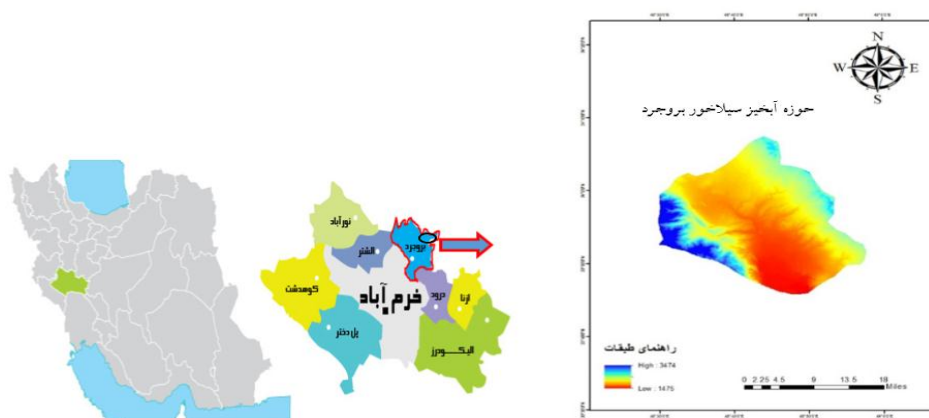 نورآباد
الشتر
بروجرد
کوهدشت
خرم آباد
درود
ازنا
پل دختر
الیگودرز
N
W E
S
حوزه آبخیز سیلاخور بروجرد
راهنمای طبقات
High : 3474
Low : 1475
0 2.25 4.5 9 13.5 18
Miles